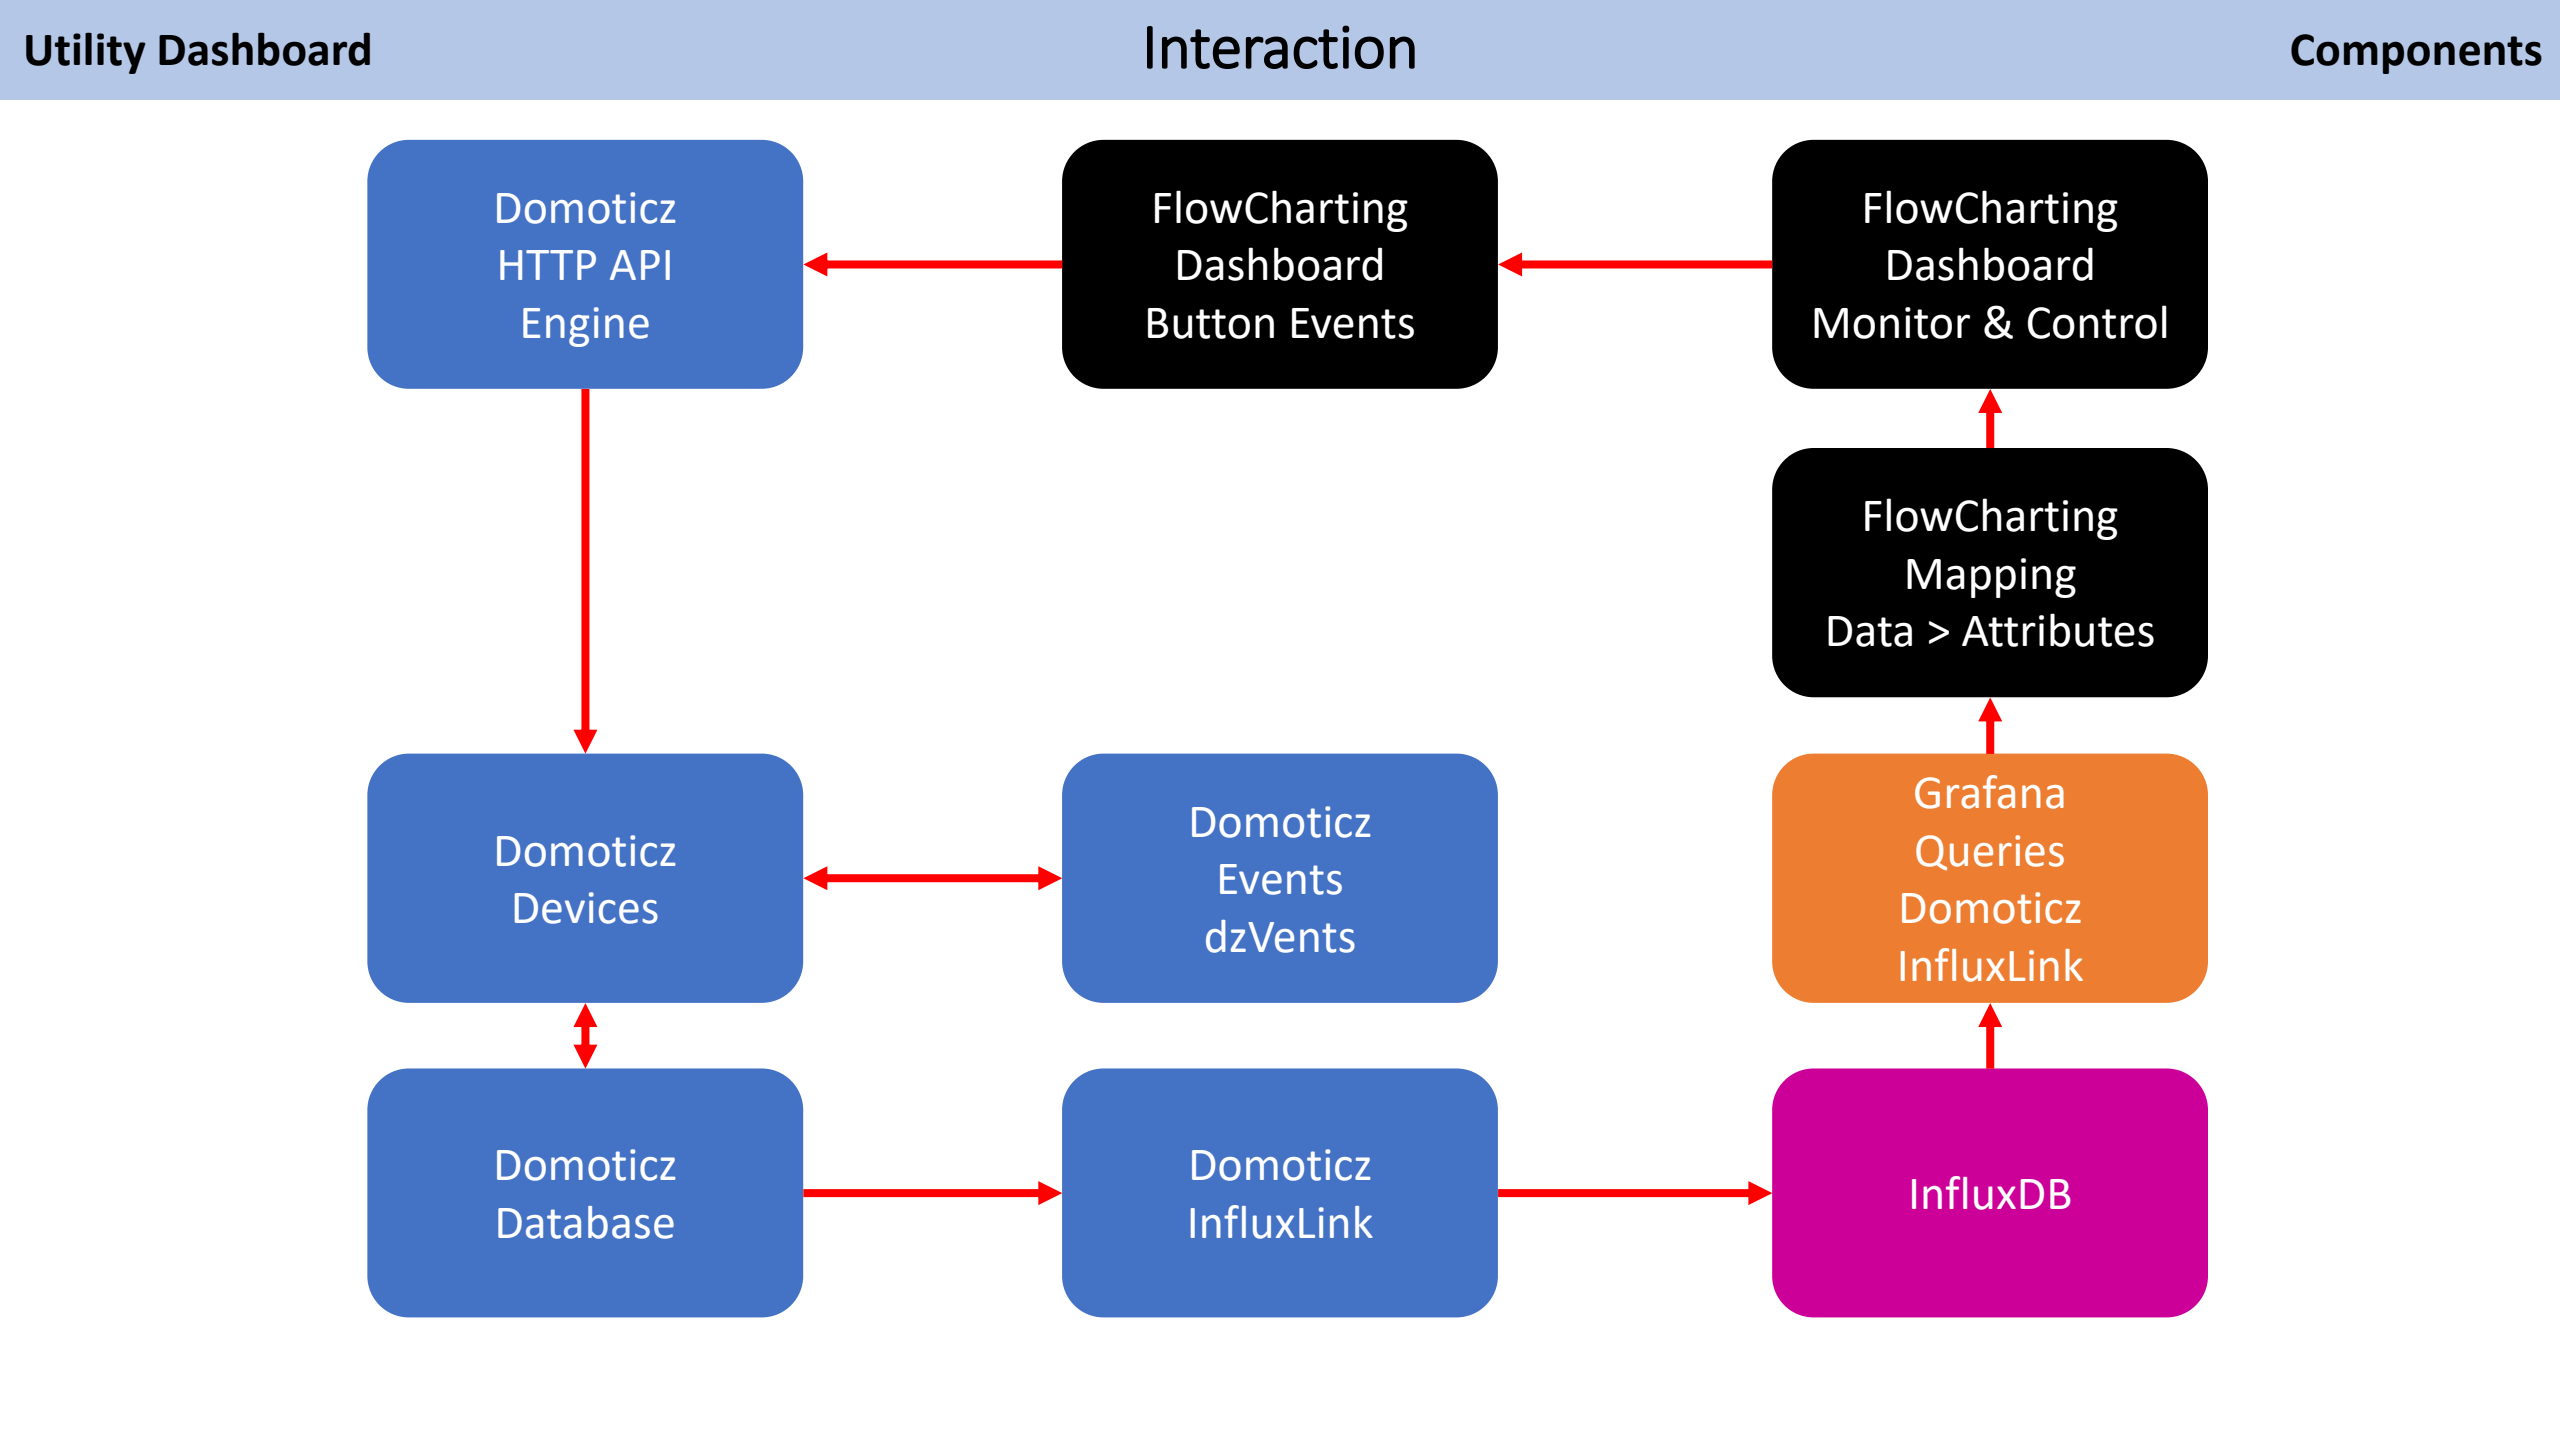 Utility Dashboard
Interaction
Components
Domoticz
HTTP API
Engine
FlowCharting
Dashboard
Button Events
FlowCharting
Dashboard
Monitor & Control
FlowCharting
Mapping
Data > Attributes
Domoticz
Devices
Domoticz
Events
dzVents
Grafana
Queries
Domoticz
InfluxLink
Domoticz
Database
Domoticz
InfluxLink
InfluxDB